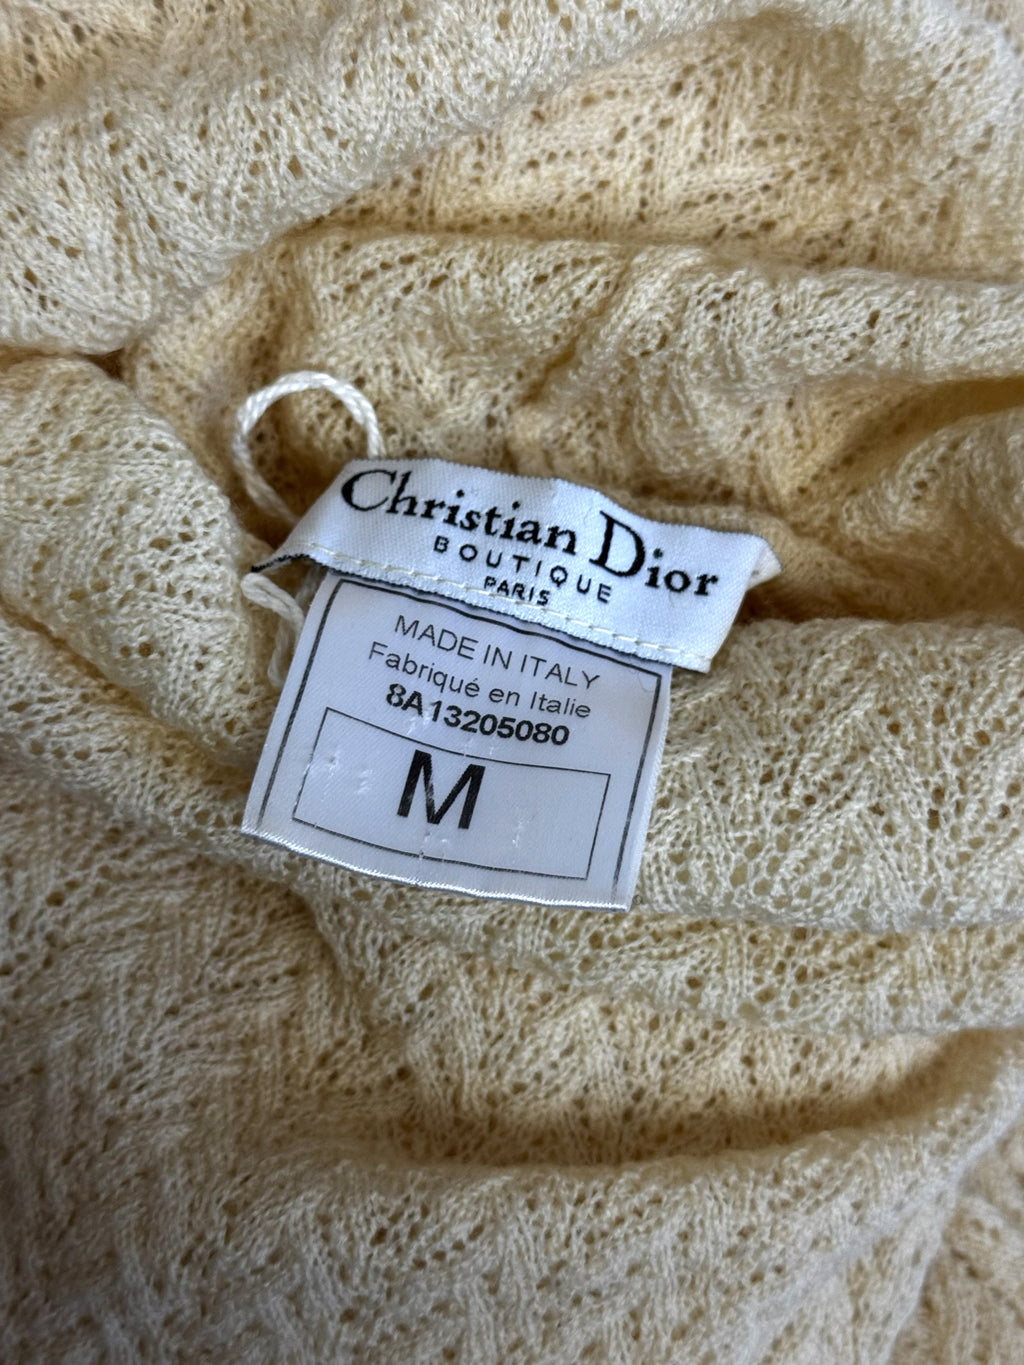 Christian Dior
BOUTIQUE
PARIS
MADE IN ITALY
Fabriqué en Italie
8A13205080
M